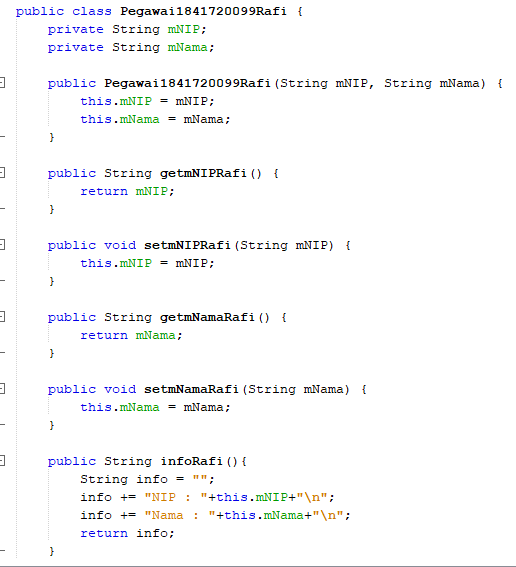 public class Pegawai1841720099Rafi {
private String mNIP;
private String mNama;
public Pegawai1841720099Rafi(String mNIP, String mNama) {
this.mNIP = mNIP;
this.mNama = mNama;
}
public String getmNIPRafi() {
return mNIP;
}
public void setmNIPRafi(String mNIP) {
this.mNIP = mNIP;
}
public String getmNamaRafi() {
return mNama;
}
public void setmNamaRafi(String mNama) {
this.mNama = mNama;
}
public String infoRafi(){
String info = "";
info += "NIP : "+this.mNIP+"\n";
info += "Nama : "+this.mNama+"\n";
return info;
}